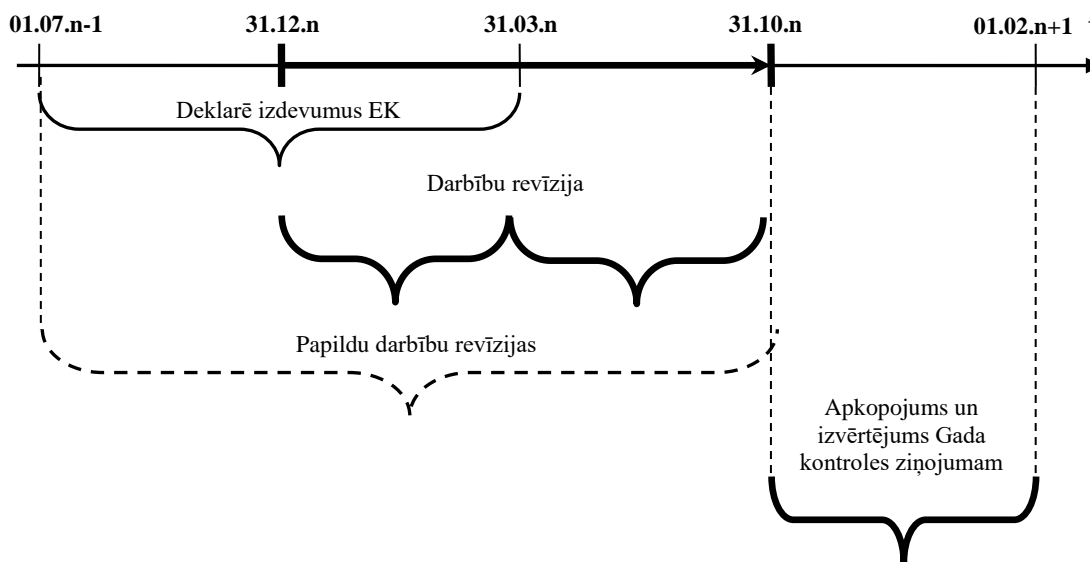 01.07.n-1 31.12.n 31.03.n 31.10.n 01.02.n+1
Deklarē izdevumus EK
Darbību revīzija
Papildu darbību revīzijas
Apkopojums un
izvērtējums Gada
kontroles ziņojumam